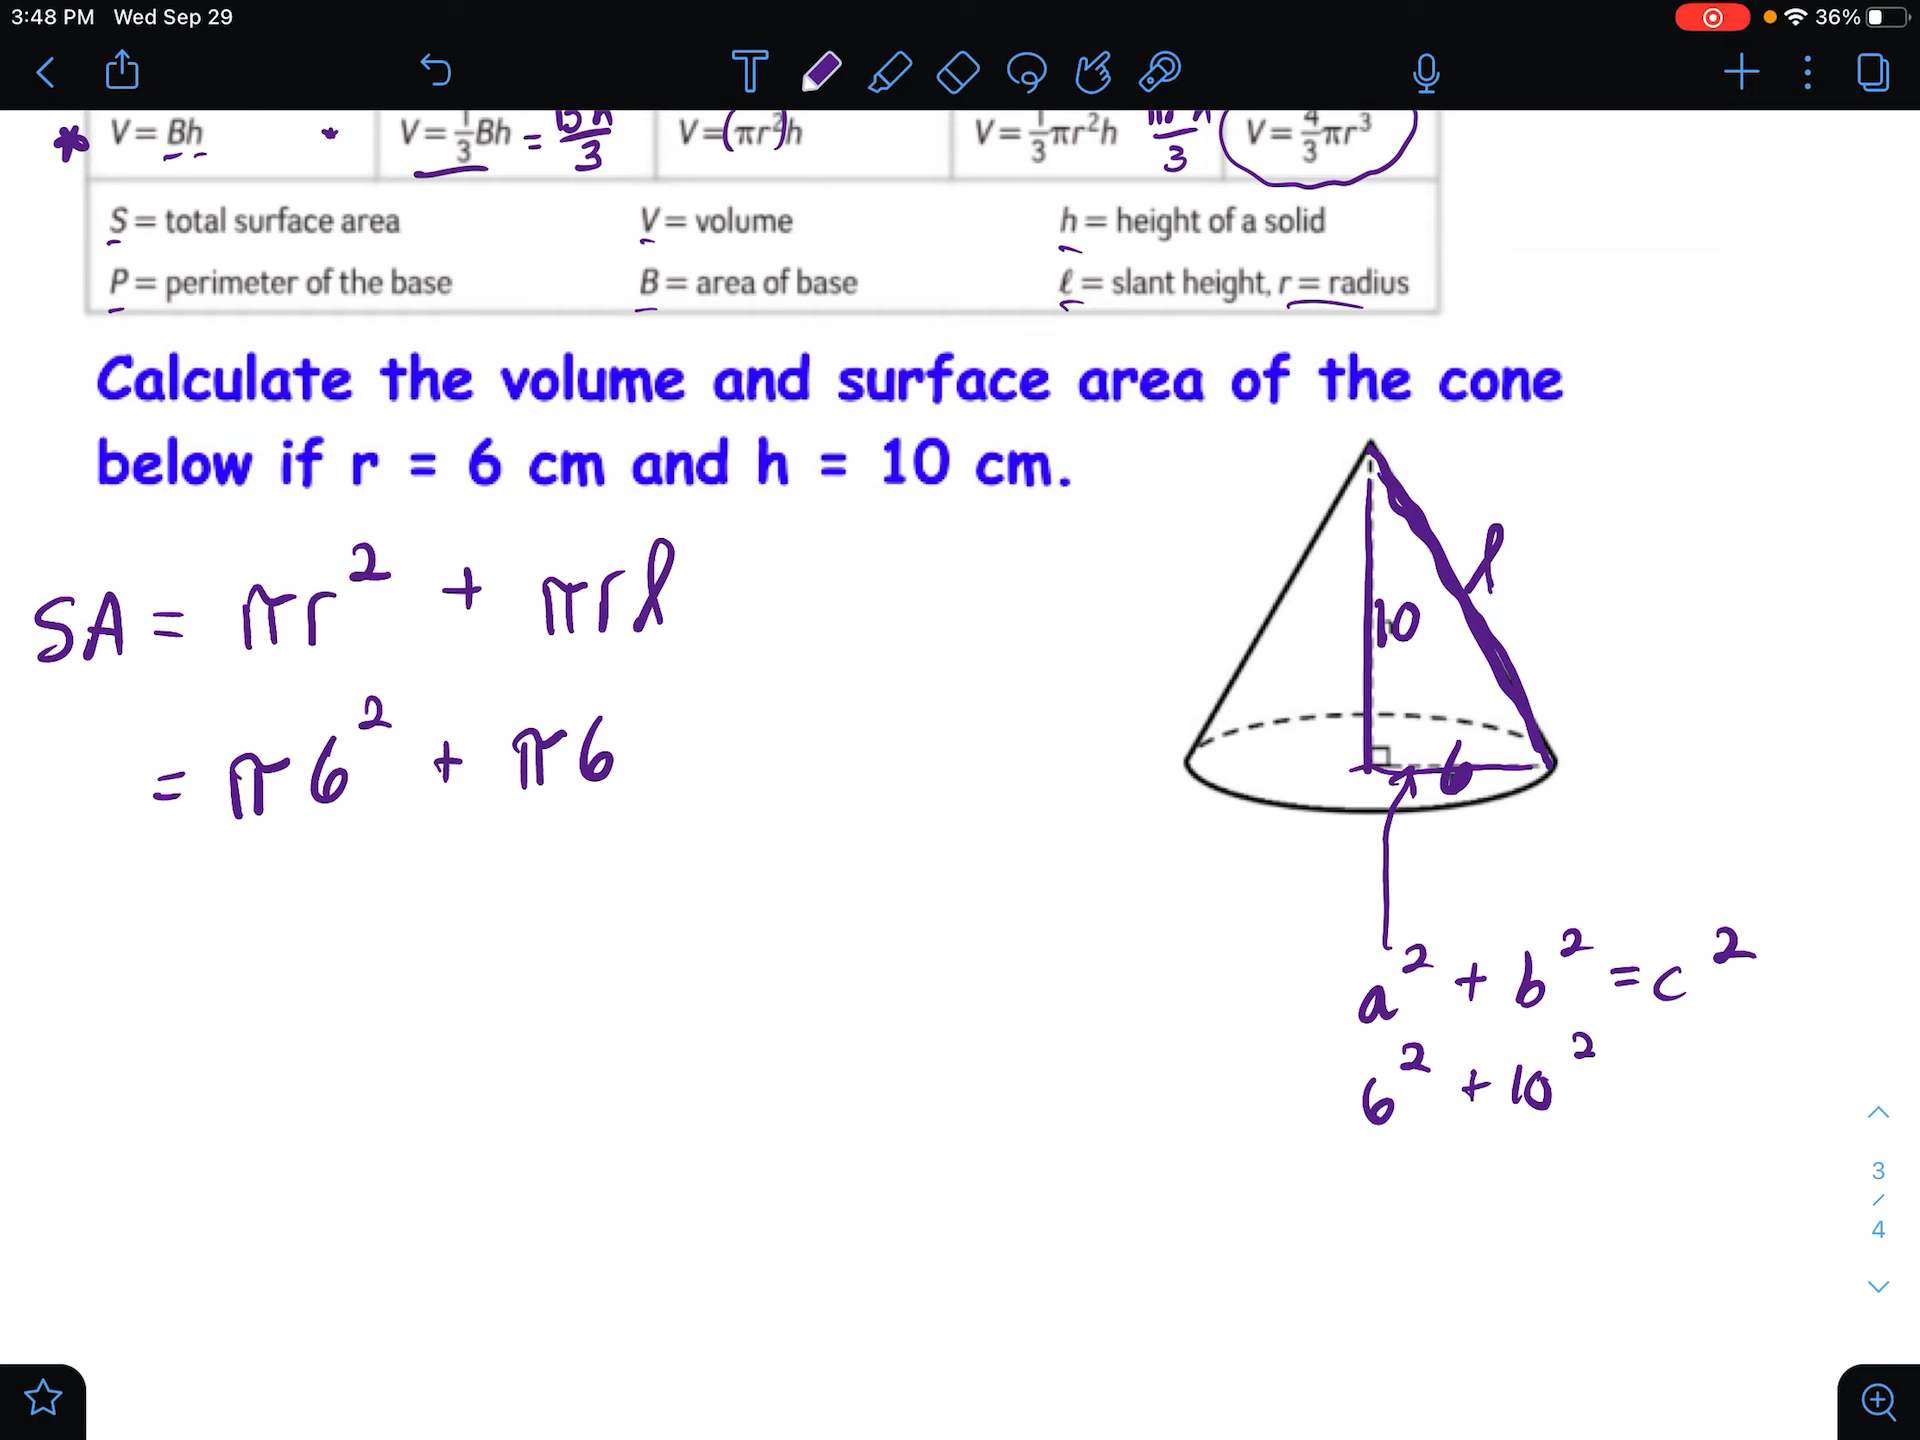 3:48 PM Wed Sep 29 36%
V = Bh * V = 1/3 Bh = Bh/3 V = (πr²)h V = 1/3 πr²h /3 V = 4/3 πr³
S = total surface area V = volume h = height of a solid
P = perimeter of the base B = area of base ℓ = slant height, r = radius
Calculate the volume and surface area of the cone
below if r = 6 cm and h = 10 cm.
SA = πr² + πrℓ
= π6² + π6
ℓ
10
6
a² + b² = c²
6² + 10²
3
/
4